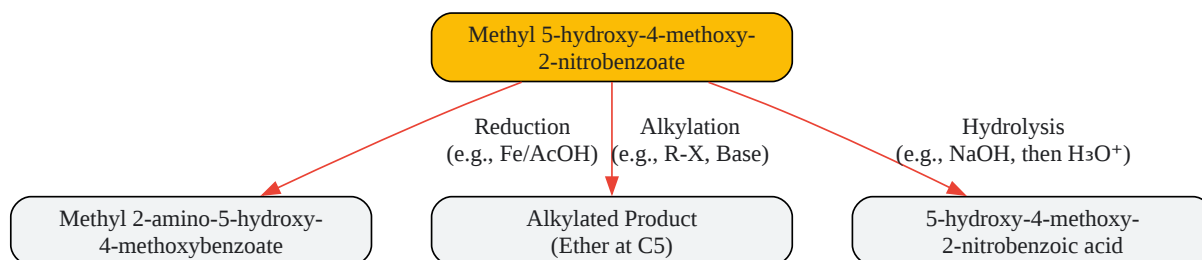 Methyl 5-hydroxy-4-methoxy-
2-nitrobenzoate
Reduction
(e.g., Fe/AcOH)
Alkylation
(e.g., R-X, Base)
Hydrolysis
(e.g., NaOH, then H₃O⁺)
Methyl 2-amino-5-hydroxy-
4-methoxybenzoate
Alkylated Product
(Ether at C5)
5-hydroxy-4-methoxy-
2-nitrobenzoic acid